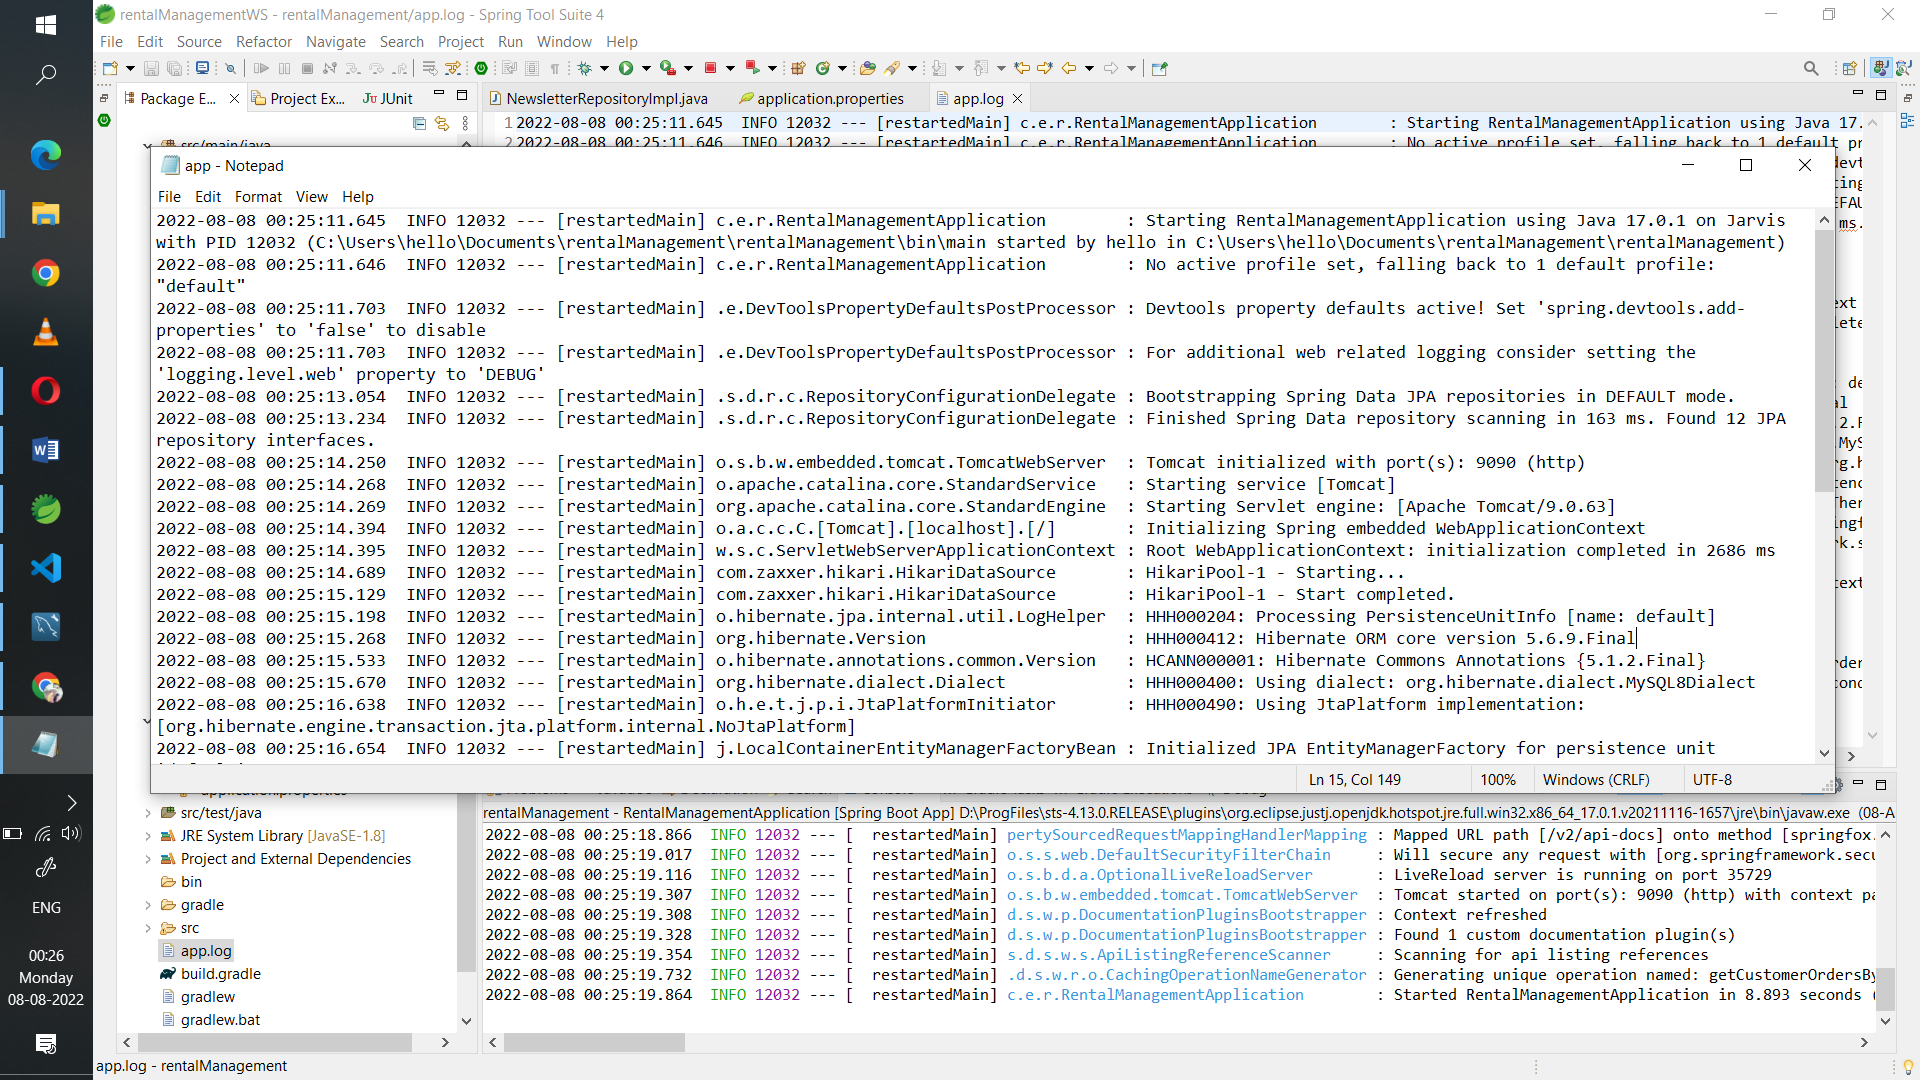 rentalManagementWS - rentalManagement/app.log - Spring Tool Suite 4
File Edit Source Refactor Navigate Search Project Run Window Help
Package E... Project Ex... JUnit
NewsletterRepositoryImpl.java application.properties app.log
src/main/java
1 2022-08-08 00:25:11.645 INFO 12032 --- [restartedMain] c.e.r.RentalManagementApplication : Starting RentalManagementApplication using Java 17.
2 2022-08-08 00:25:11.646 INFO 12032 --- [restartedMain] c.e.r.RentalManagementApplication : No active profile set, falling back to 1 default pr
app - Notepad
File Edit Format View Help
2022-08-08 00:25:11.645 INFO 12032 --- [restartedMain] c.e.r.RentalManagementApplication : Starting RentalManagementApplication using Java 17.0.1 on Jarvis
with PID 12032 (C:\Users\hello\Documents\rentalManagement\rentalManagement\bin\main started by hello in C:\Users\hello\Documents\rentalManagement\rentalManagement)
2022-08-08 00:25:11.646 INFO 12032 --- [restartedMain] c.e.r.RentalManagementApplication : No active profile set, falling back to 1 default profile:
"default"
2022-08-08 00:25:11.703 INFO 12032 --- [restartedMain] .e.DevToolsPropertyDefaultsPostProcessor : Devtools property defaults active! Set 'spring.devtools.add-
properties' to 'false' to disable
2022-08-08 00:25:11.703 INFO 12032 --- [restartedMain] .e.DevToolsPropertyDefaultsPostProcessor : For additional web related logging consider setting the
'logging.level.web' property to 'DEBUG'
2022-08-08 00:25:13.054 INFO 12032 --- [restartedMain] .s.d.r.c.RepositoryConfigurationDelegate : Bootstrapping Spring Data JPA repositories in DEFAULT mode.
2022-08-08 00:25:13.234 INFO 12032 --- [restartedMain] .s.d.r.c.RepositoryConfigurationDelegate : Finished Spring Data repository scanning in 163 ms. Found 12 JPA
repository interfaces.
2022-08-08 00:25:14.250 INFO 12032 --- [restartedMain] o.s.b.w.embedded.tomcat.TomcatWebServer : Tomcat initialized with port(s): 9090 (http)
2022-08-08 00:25:14.268 INFO 12032 --- [restartedMain] o.apache.catalina.core.StandardService : Starting service [Tomcat]
2022-08-08 00:25:14.269 INFO 12032 --- [restartedMain] org.apache.catalina.core.StandardEngine : Starting Servlet engine: [Apache Tomcat/9.0.63]
2022-08-08 00:25:14.394 INFO 12032 --- [restartedMain] o.a.c.c.C.[Tomcat].[localhost].[/] : Initializing Spring embedded WebApplicationContext
2022-08-08 00:25:14.395 INFO 12032 --- [restartedMain] w.s.c.ServletWebServerApplicationContext : Root WebApplicationContext: initialization completed in 2686 ms
2022-08-08 00:25:14.689 INFO 12032 --- [restartedMain] com.zaxxer.hikari.HikariDataSource : HikariPool-1 - Starting...
2022-08-08 00:25:15.129 INFO 12032 --- [restartedMain] com.zaxxer.hikari.HikariDataSource : HikariPool-1 - Start completed.
2022-08-08 00:25:15.198 INFO 12032 --- [restartedMain] o.hibernate.jpa.internal.util.LogHelper : HHH000204: Processing PersistenceUnitInfo [name: default]
2022-08-08 00:25:15.268 INFO 12032 --- [restartedMain] org.hibernate.Version : HHH000412: Hibernate ORM core version 5.6.9.Final
2022-08-08 00:25:15.533 INFO 12032 --- [restartedMain] o.hibernate.annotations.common.Version : HCANN000001: Hibernate Commons Annotations {5.1.2.Final}
2022-08-08 00:25:15.670 INFO 12032 --- [restartedMain] org.hibernate.dialect.Dialect : HHH000400: Using dialect: org.hibernate.dialect.MySQL8Dialect
2022-08-08 00:25:16.638 INFO 12032 --- [restartedMain] o.h.e.t.j.p.i.JtaPlatformInitiator : HHH000490: Using JtaPlatform implementation:
[org.hibernate.engine.transaction.jta.platform.internal.NoJtaPlatform]
2022-08-08 00:25:16.654 INFO 12032 --- [restartedMain] j.LocalContainerEntityManagerFactoryBean : Initialized JPA EntityManagerFactory for persistence unit
Ln 15, Col 149 100% Windows (CRLF) UTF-8
src/test/java
JRE System Library [JavaSE-1.8]
Project and External Dependencies
bin
gradle
src
app.log
build.gradle
gradlew
gradlew.bat
rentalManagement - RentalManagementApplication [Spring Boot App] D:\ProgFiles\sts-4.13.0.RELEASE\plugins\org.eclipse.justj.openjdk.hotspot.jre.full.win32.x86_64_17.0.1.v20211116-1657\jre\bin\javaw.exe (08-A
2022-08-08 00:25:18.866 INFO 12032 --- [ restartedMain] pertySourcedRequestMappingHandlerMapping : Mapped URL path [/v2/api-docs] onto method [springfox.
2022-08-08 00:25:19.017 INFO 12032 --- [ restartedMain] o.s.s.web.DefaultSecurityFilterChain : Will secure any request with [org.springframework.secu
2022-08-08 00:25:19.116 INFO 12032 --- [ restartedMain] o.s.b.d.a.OptionalLiveReloadServer : LiveReload server is running on port 35729
2022-08-08 00:25:19.307 INFO 12032 --- [ restartedMain] o.s.b.w.embedded.tomcat.TomcatWebServer : Tomcat started on port(s): 9090 (http) with context pa
2022-08-08 00:25:19.308 INFO 12032 --- [ restartedMain] d.s.w.p.DocumentationPluginsBootstrapper : Context refreshed
2022-08-08 00:25:19.328 INFO 12032 --- [ restartedMain] d.s.w.p.DocumentationPluginsBootstrapper : Found 1 custom documentation plugin(s)
2022-08-08 00:25:19.354 INFO 12032 --- [ restartedMain] s.d.s.w.s.ApiListingReferenceScanner : Scanning for api listing references
2022-08-08 00:25:19.732 INFO 12032 --- [ restartedMain] .d.s.w.r.o.CachingOperationNameGenerator : Generating unique operation named: getCustomerOrdersBy
2022-08-08 00:25:19.864 INFO 12032 --- [ restartedMain] c.e.r.RentalManagementApplication : Started RentalManagementApplication in 8.893 seconds (
app.log - rentalManagement
ENG
00:26
Monday
08-08-2022